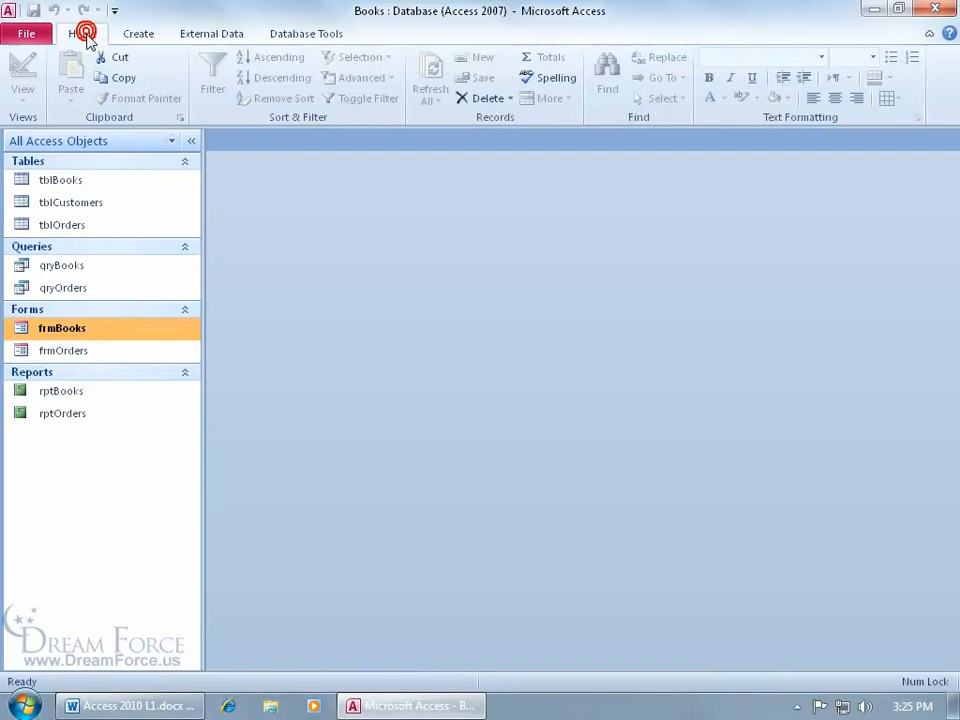 Books : Database (Access 2007) - Microsoft Access
File
Create
External Data
Database Tools
View
Views
Paste
Cut
Copy
Format Painter
Clipboard
Filter
Ascending
Descending
Remove Sort
Selection
Advanced
Toggle Filter
Sort & Filter
Refresh
All
New
Save
Delete
Totals
Spelling
More
Records
Find
Replace
Go To
Select
Find
B I U
A
ab
Text Formatting
All Access Objects
Tables
tblBooks
tblCustomers
tblOrders
Queries
qryBooks
qryOrders
Forms
frmBooks
frmOrders
Reports
rptBooks
rptOrders
DREAM FORCE
www.DreamForce.us
Ready
Num Lock
Access 2010 L1.docx ...
Microsoft Access - B...
3:25 PM